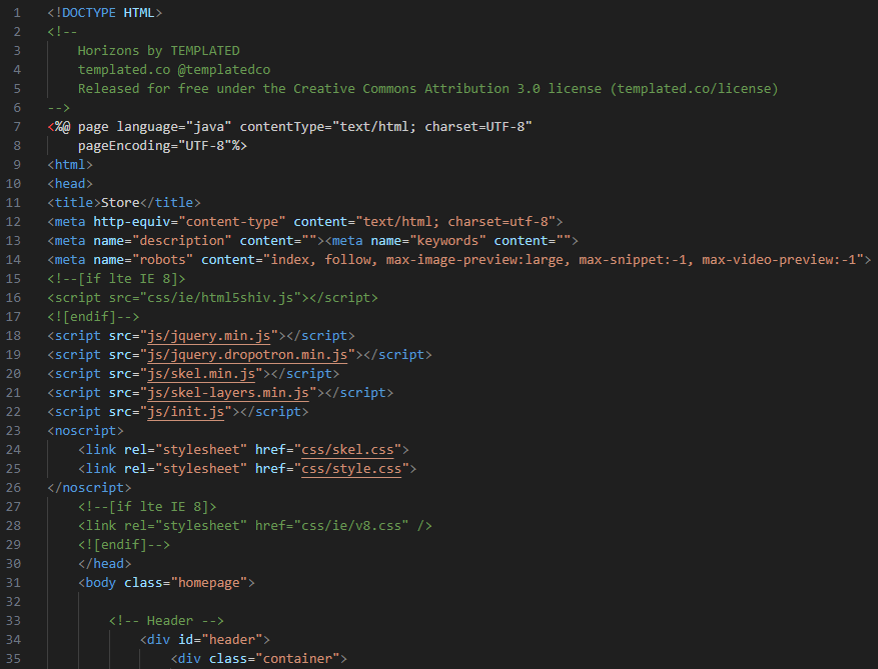 1 <!DOCTYPE HTML>
2 <!--
3 Horizons by TEMPLATED
4 templated.co @templatedco
5 Released for free under the Creative Commons Attribution 3.0 license (templated.co/license)
6 -->
7 <%@ page language="java" contentType="text/html; charset=UTF-8"
8 pageEncoding="UTF-8"%>
9 <html>
10 <head>
11 <title>Store</title>
12 <meta http-equiv="content-type" content="text/html; charset=utf-8">
13 <meta name="description" content=""><meta name="keywords" content="">
14 <meta name="robots" content="index, follow, max-image-preview:large, max-snippet:-1, max-video-preview:-1">
15 <!--[if lte IE 8]>
16 <script src="css/ie/html5shiv.js"></script>
17 <![endif]-->
18 <script src="js/jquery.min.js"></script>
19 <script src="js/jquery.dropotron.min.js"></script>
20 <script src="js/skel.min.js"></script>
21 <script src="js/skel-layers.min.js"></script>
22 <script src="js/init.js"></script>
23 <noscript>
24 <link rel="stylesheet" href="css/skel.css">
25 <link rel="stylesheet" href="css/style.css">
26 </noscript>
27 <!--[if lte IE 8]>
28 <link rel="stylesheet" href="css/ie/v8.css" />
29 <![endif]-->
30 </head>
31 <body class="homepage">
32
33 <!-- Header -->
34 <div id="header">
35 <div class="container">